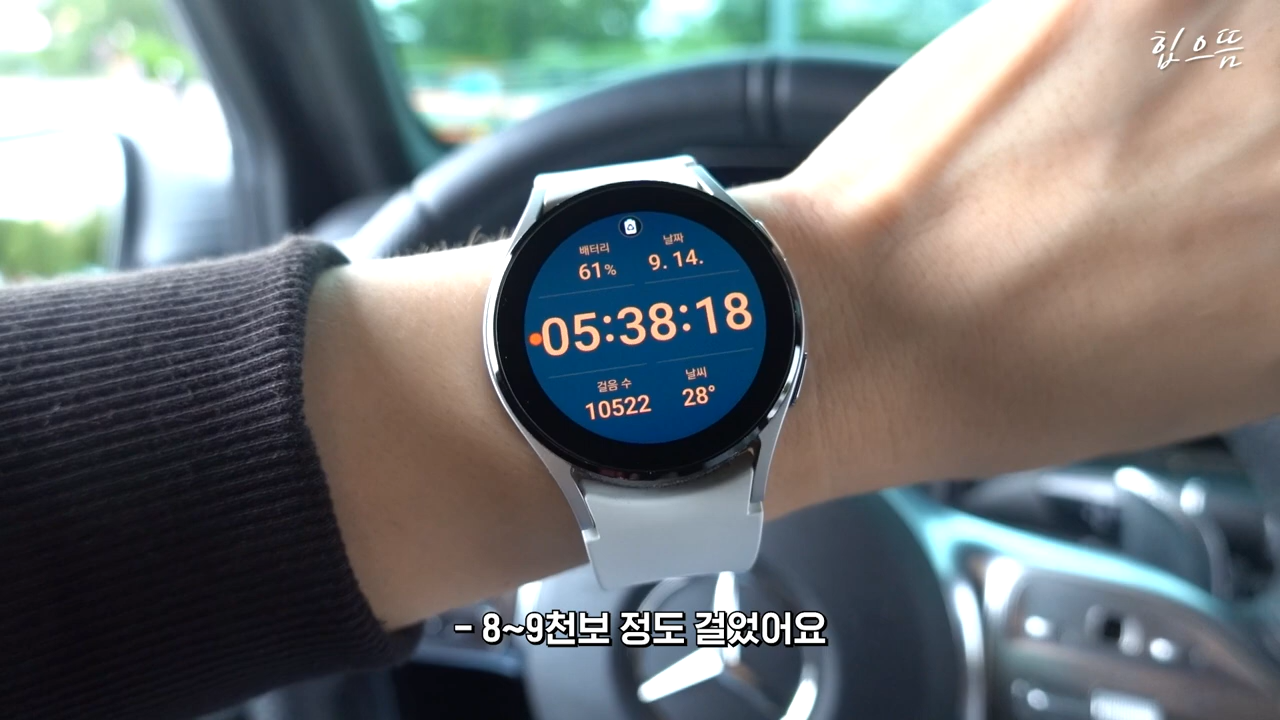 힙으뜸
배터리 날짜
61% 9. 14.
05:38:18
걸음 수 날씨
10522 28°
- 8~9천보 정도 걸었어요